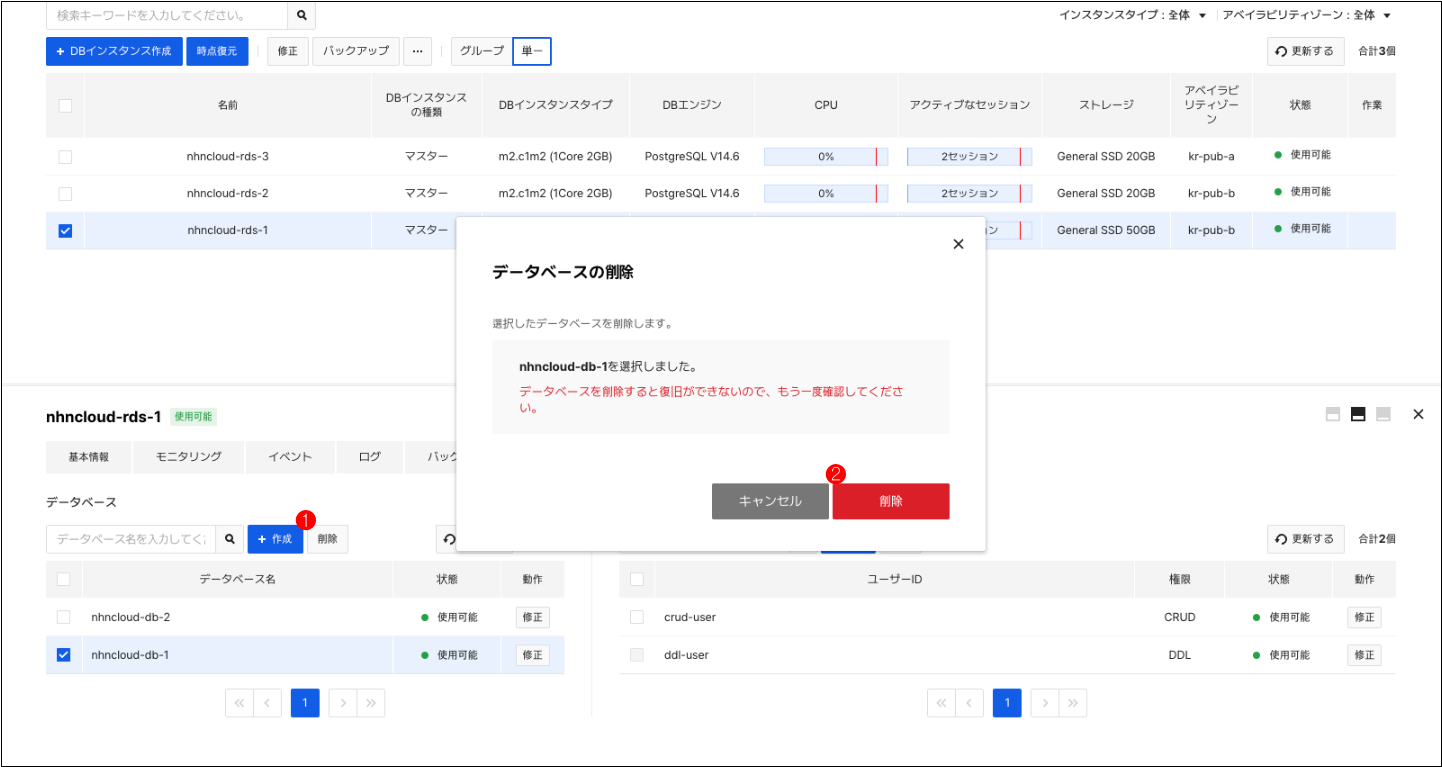 検索キーワードを入力してください。
インスタンスタイプ : 全体
アベイラビリティゾーン : 全体
+ DBインスタンス作成
時点復元
修正
バックアップ
...
グループ
単一
更新する
合計3個
名前
DBインスタンス
の種類
DBインスタンスタイプ
DBエンジン
CPU
アクティブなセッション
ストレージ
アベイラビ
リティゾー
ン
状態
作業
nhncloud-rds-3
マスター
m2.c1m2 (1Core 2GB)
PostgreSQL V14.6
0%
2セッション
General SSD 20GB
kr-pub-a
使用可能
nhncloud-rds-2
マスター
m2.c1m2 (1Core 2GB)
PostgreSQL V14.6
0%
2セッション
General SSD 20GB
kr-pub-b
使用可能
nhncloud-rds-1
マスター
ン
General SSD 50GB
kr-pub-b
使用可能
データベースの削除
選択したデータベースを削除します。
nhncloud-db-1を選択しました。
データベースを削除すると復旧ができないので、もう一度確認してくださ
い。
2
キャンセル
削除
nhncloud-rds-1
使用可能
基本情報
モニタリング
イベント
ログ
バック
データベース
1
データベース名を入力してくだ
+ 作成
削除
更新する
合計2個
データベース名
状態
動作
nhncloud-db-2
使用可能
修正
nhncloud-db-1
使用可能
修正
« ‹ 1 › »
ユーザーID
権限
状態
動作
crud-user
CRUD
使用可能
修正
ddl-user
DDL
使用可能
修正
« ‹ 1 › »